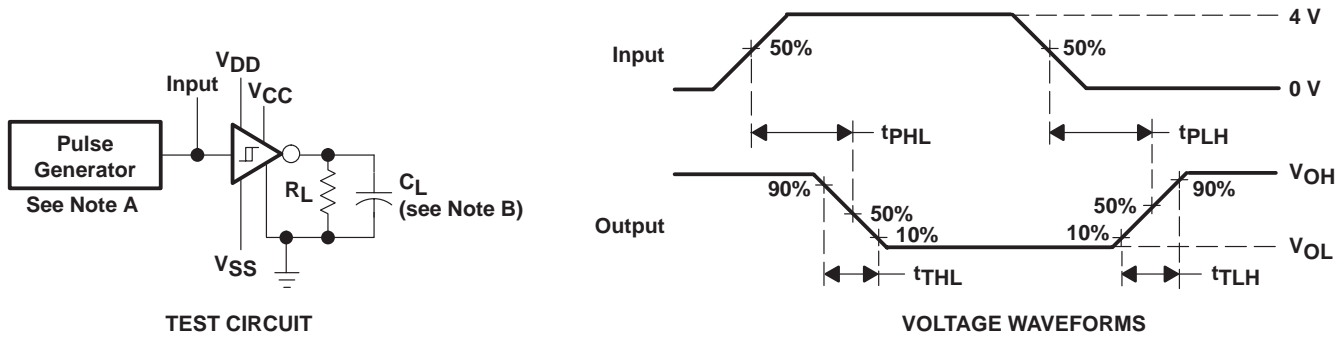 VDD
Input
VCC
Pulse
Generator
See Note A
RL
CL
(see Note B)
VSS
TEST CIRCUIT
4 V
Input
50%
50%
0 V
tPHL
tPLH
VOH
90%
90%
50%
50%
Output
10%
10%
VOL
tTHL
tTLH
VOLTAGE WAVEFORMS